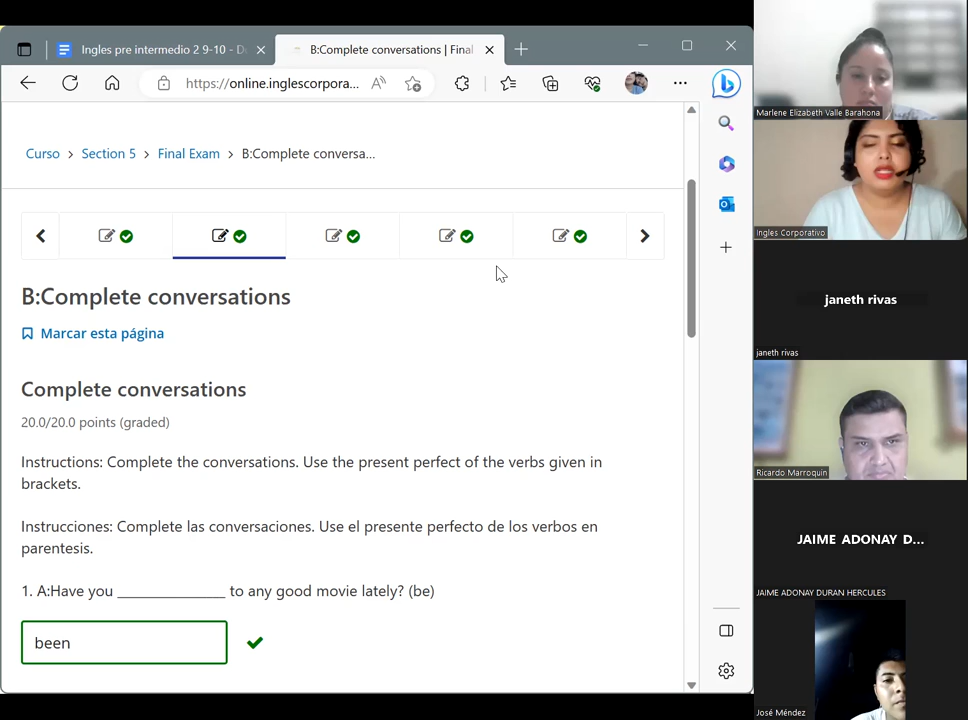 Ingles pre intermedio 2 9-10 - D
B:Complete conversations | Final
https://online.inglescorpora...
Curso > Section 5 > Final Exam > B:Complete conversa...
B:Complete conversations
Marcar esta página
Complete conversations
20.0/20.0 points (graded)
Instructions: Complete the conversations. Use the present perfect of the verbs given in
brackets.
Instrucciones: Complete las conversaciones. Use el presente perfecto de los verbos en
parentesis.
1. A:Have you _____________ to any good movie lately? (be)
been
Marlene Elizabeth Valle Barahona
Ingles Corporativo
janeth rivas
janeth rivas
Ricardo Marroquin
JAIME ADONAY D...
JAIME ADONAY DURAN HERCULES
José Méndez